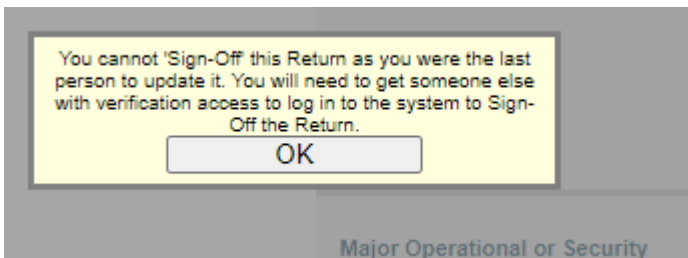 You cannot 'Sign-Off' this Return as you were the last
person to update it. You will need to get someone else
with verification access to log in to the system to Sign-
Off the Return.
OK
Major Operational or Security